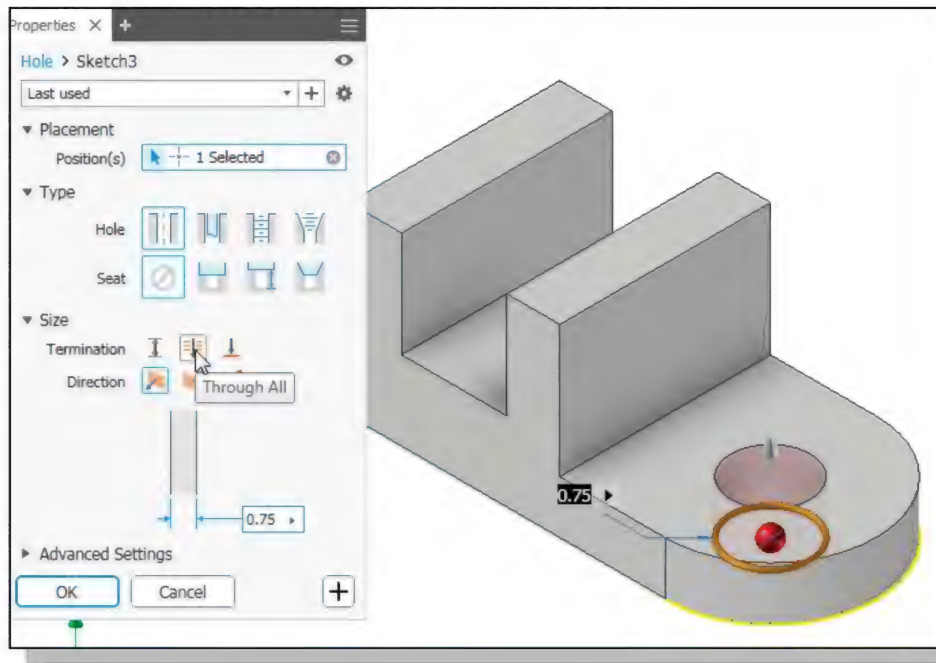 Properties × +
Hole > Sketch3
Last used
Placement
Position(s) 1 Selected
Type
Hole
Seat
Size
Termination
Direction
Through All
0.75
0.75
Advanced Settings
OK Cancel +